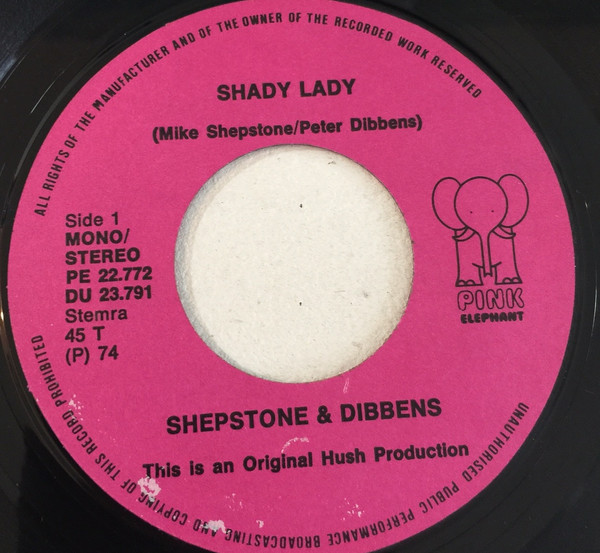 ALL RIGHTS OF THE MANUFACTURER AND OF THE OWNER OF THE RECORDED WORK RESERVED
SHADY LADY
(Mike Shepstone/Peter Dibbens)
Side 1
MONO/
STEREO
PE 22.772
DU 23.791
Stemra
45 T
(P) 74
PINK
ELEPHANT
SHEPSTONE & DIBBENS
This is an Original Hush Production
UNAUTHORISED PUBLIC PERFORMANCE BROADCASTING AND COPYING OF THIS RECORD PROHIBITED